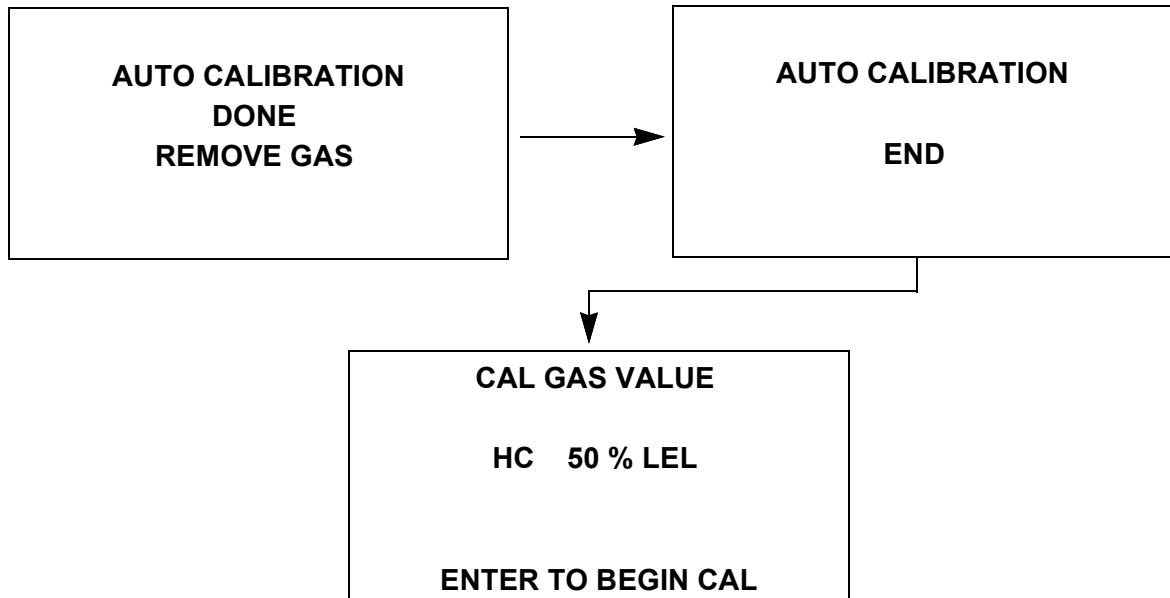 AUTO CALIBRATION
DONE
REMOVE GAS
AUTO CALIBRATION
END
CAL GAS VALUE
HC 50 % LEL
ENTER TO BEGIN CAL